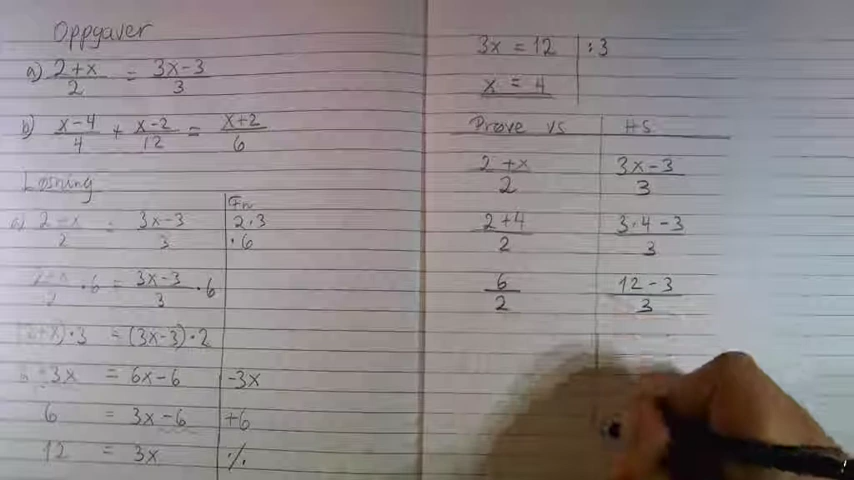 Oppgaver
a) 2+x/2 = 3x-3/3
b) x-4/4 + x-2/12 = x+2/6
Løsning
Fn
a) 2+x/2 = 3x-3/3 | 2·3 ·6
2+x/2 ·6 = 3x-3/3 ·6
(2+x)·3 = (3x-3)·2
6+3x = 6x-6 | -3x
6 = 3x-6 | +6
12 = 3x | ·/.
3x = 12 | :3
x = 4
Prøve VS | HS
2+x/2 | 3x-3/3
2+4/2 | 3·4-3/3
6/2 | 12-3/3